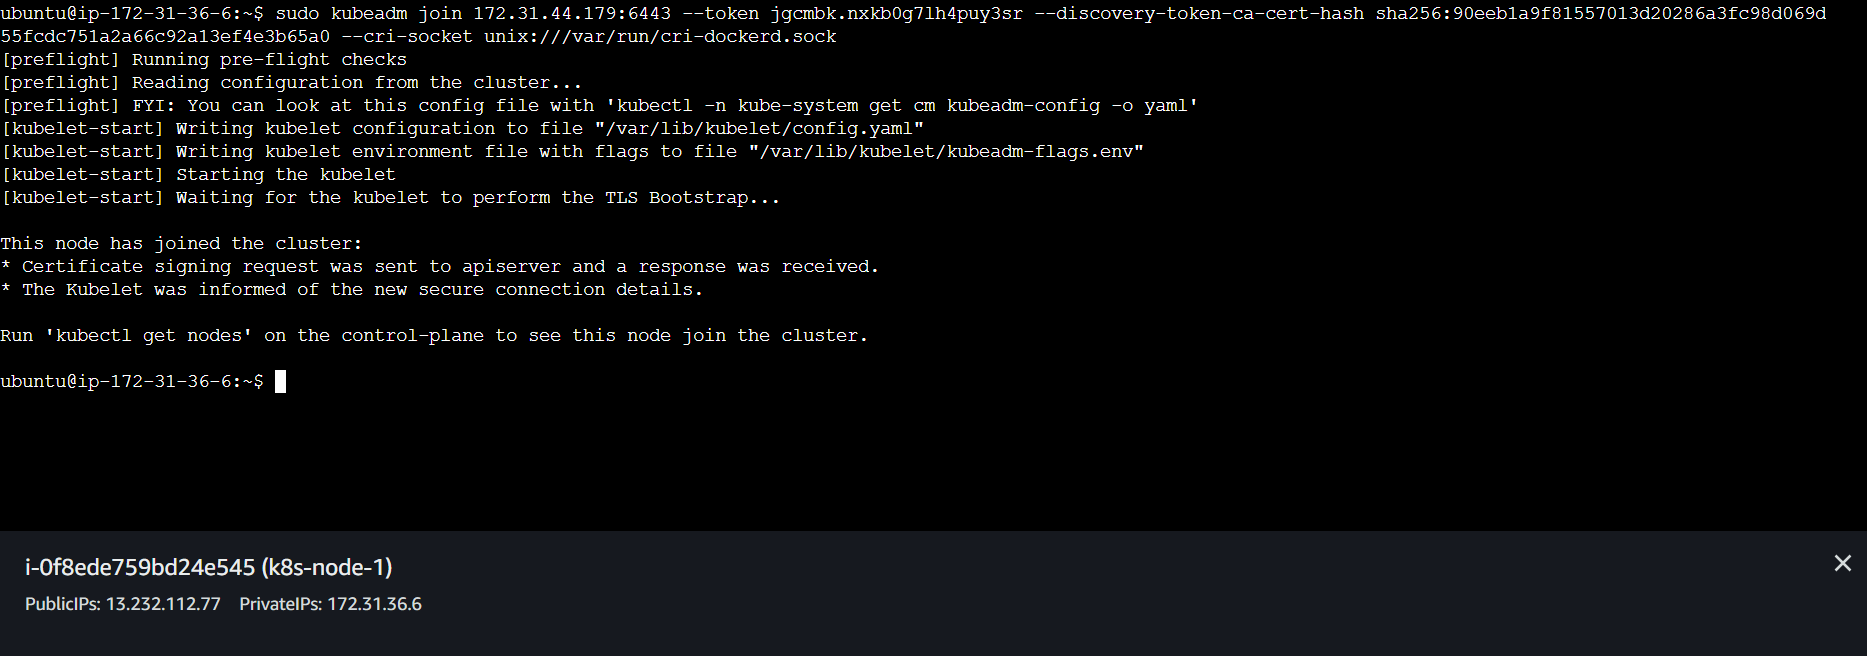 ubuntu@ip-172-31-36-6:~$ sudo kubeadm join 172.31.44.179:6443 --token jgcmbk.nxkb0g7lh4puy3sr --discovery-token-ca-cert-hash sha256:90eeb1a9f81557013d20286a3fc98d069d
55fcdc751a2a66c92a13ef4e3b65a0 --cri-socket unix:///var/run/cri-dockerd.sock
[preflight] Running pre-flight checks
[preflight] Reading configuration from the cluster...
[preflight] FYI: You can look at this config file with 'kubectl -n kube-system get cm kubeadm-config -o yaml'
[kubelet-start] Writing kubelet configuration to file "/var/lib/kubelet/config.yaml"
[kubelet-start] Writing kubelet environment file with flags to file "/var/lib/kubelet/kubeadm-flags.env"
[kubelet-start] Starting the kubelet
[kubelet-start] Waiting for the kubelet to perform the TLS Bootstrap...
This node has joined the cluster:
* Certificate signing request was sent to apiserver and a response was received.
* The Kubelet was informed of the new secure connection details.
Run 'kubectl get nodes' on the control-plane to see this node join the cluster.
ubuntu@ip-172-31-36-6:~$
i-0f8ede759bd24e545 (k8s-node-1)
PublicIPs: 13.232.112.77 PrivateIPs: 172.31.36.6